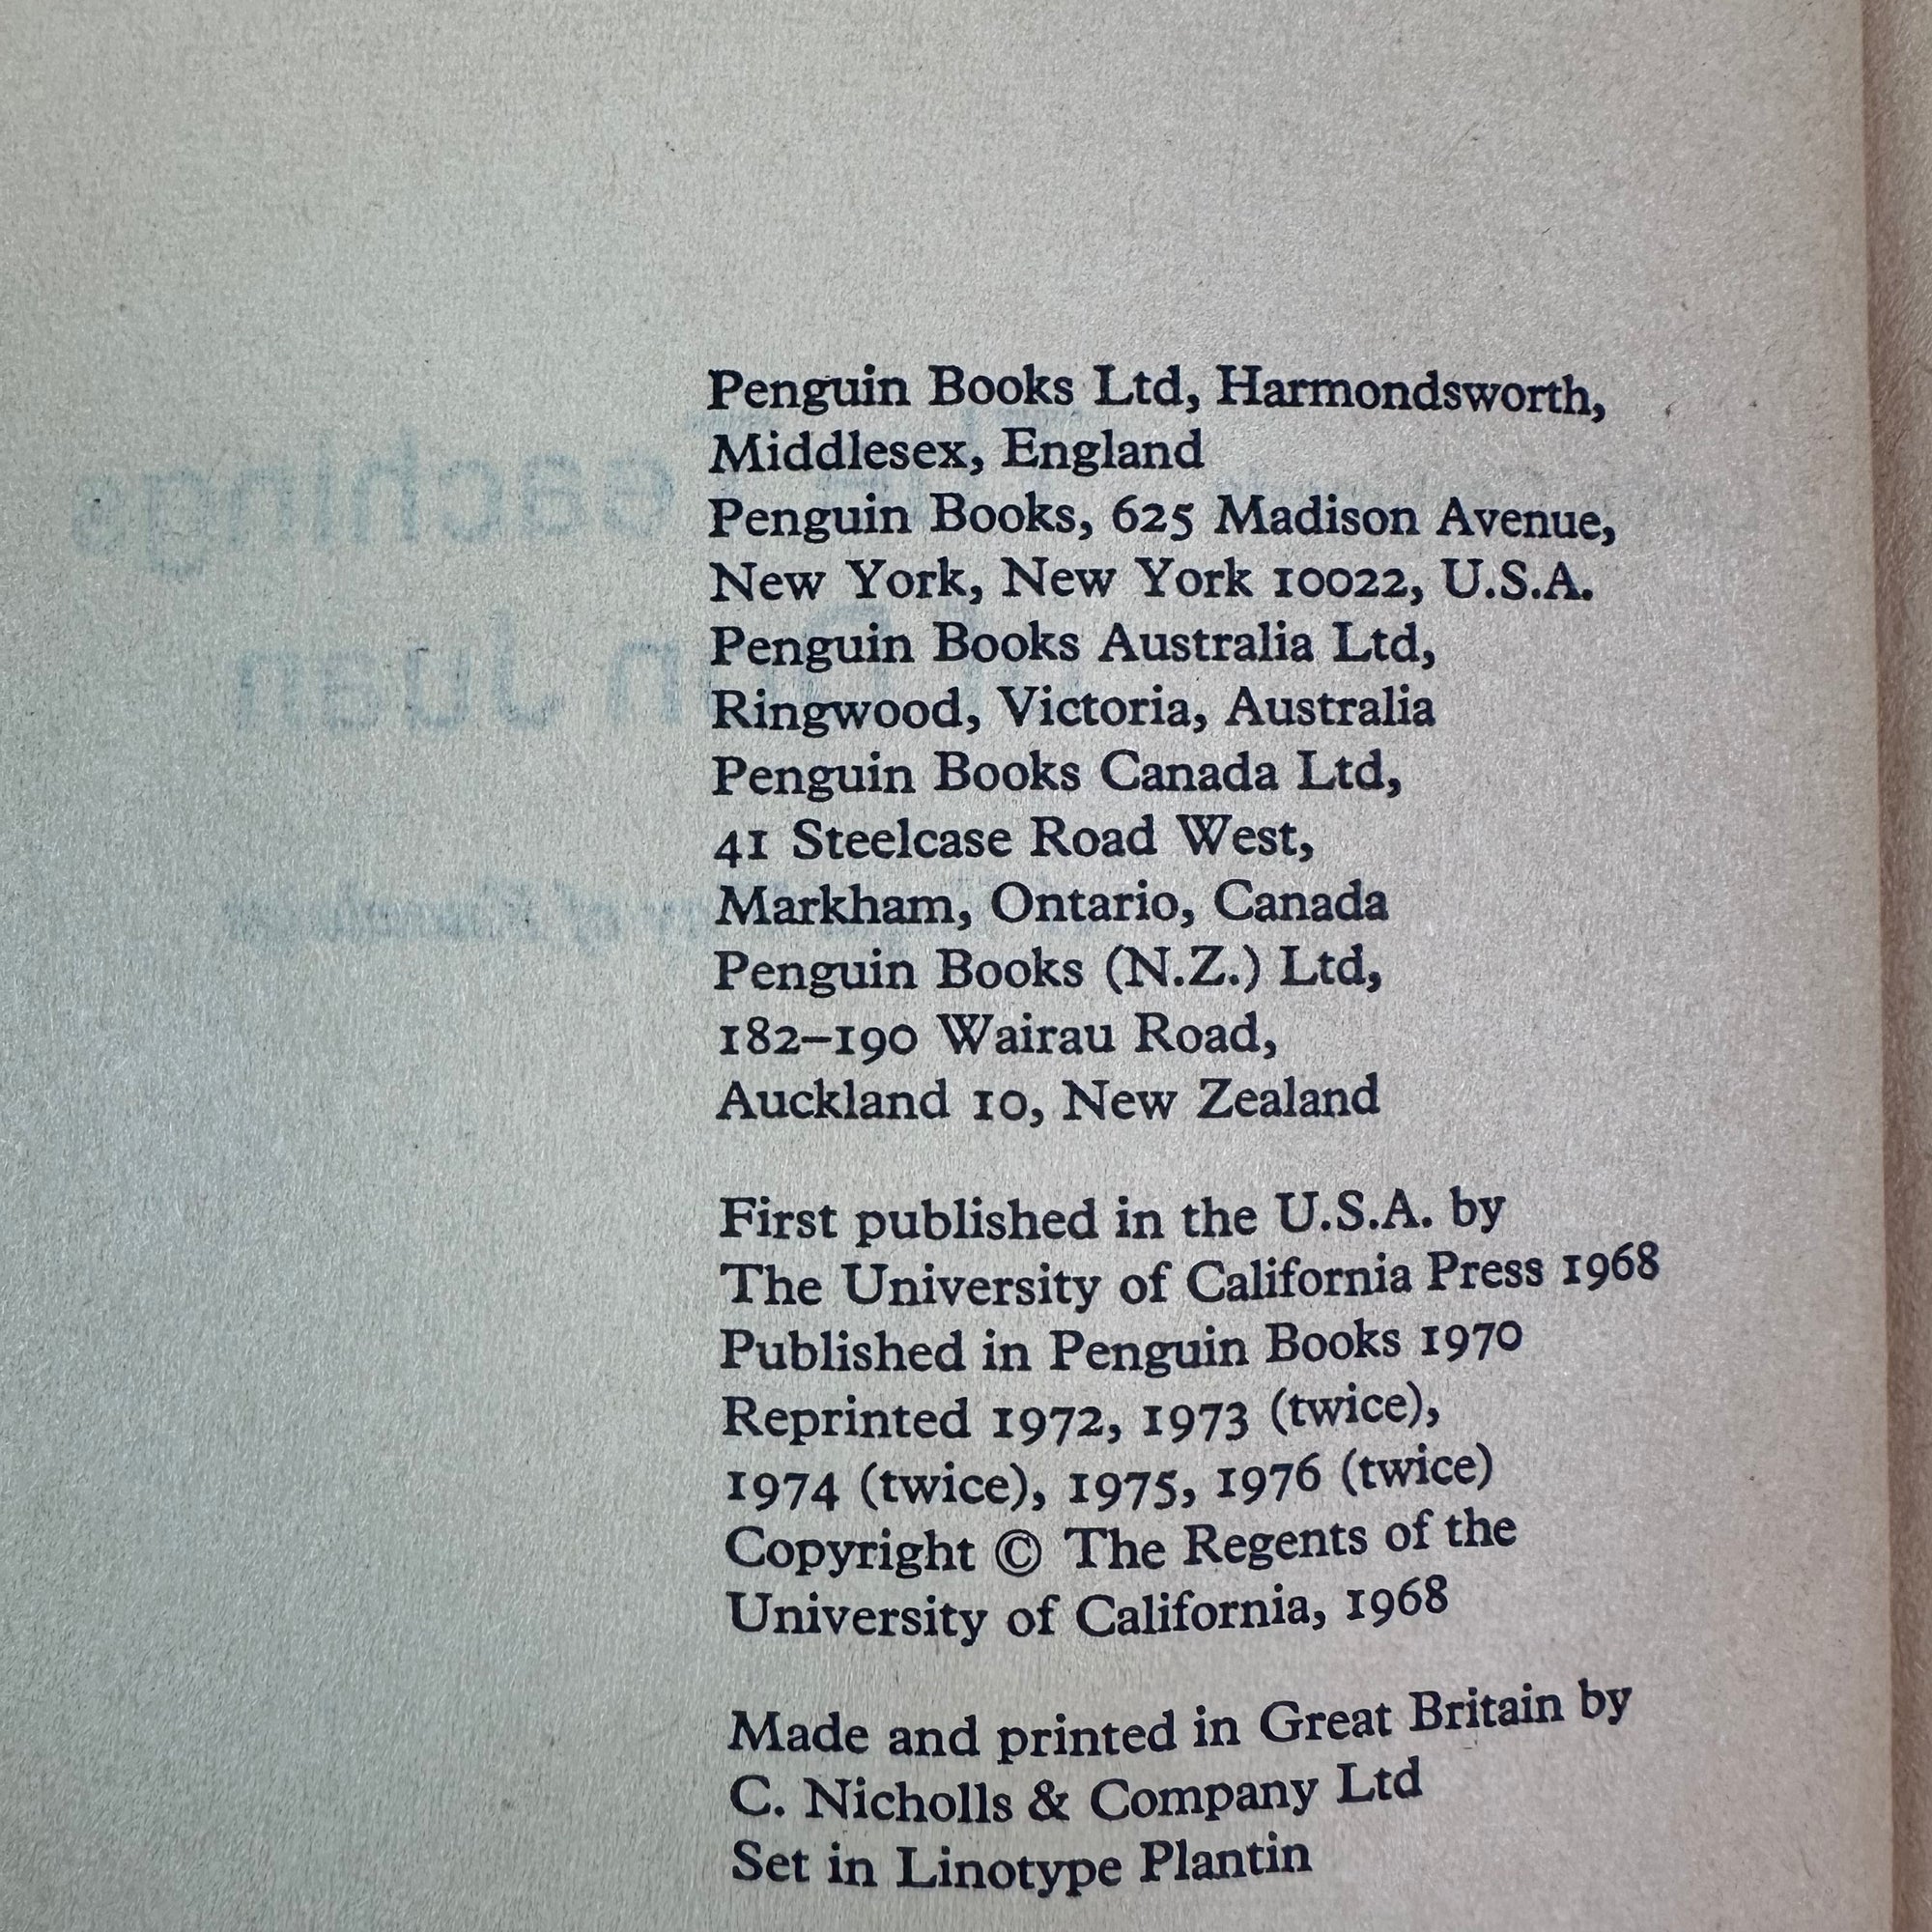 Penguin Books Ltd, Harmondsworth,
Middlesex, England
Penguin Books, 625 Madison Avenue,
New York, New York 10022, U.S.A.
Penguin Books Australia Ltd,
Ringwood, Victoria, Australia
Penguin Books Canada Ltd,
41 Steelcase Road West,
Markham, Ontario, Canada
Penguin Books (N.Z.) Ltd,
182–190 Wairau Road,
Auckland 10, New Zealand
First published in the U.S.A. by
The University of California Press 1968
Published in Penguin Books 1970
Reprinted 1972, 1973 (twice),
1974 (twice), 1975, 1976 (twice)
Copyright © The Regents of the
University of California, 1968
Made and printed in Great Britain by
C. Nicholls & Company Ltd
Set in Linotype Plantin